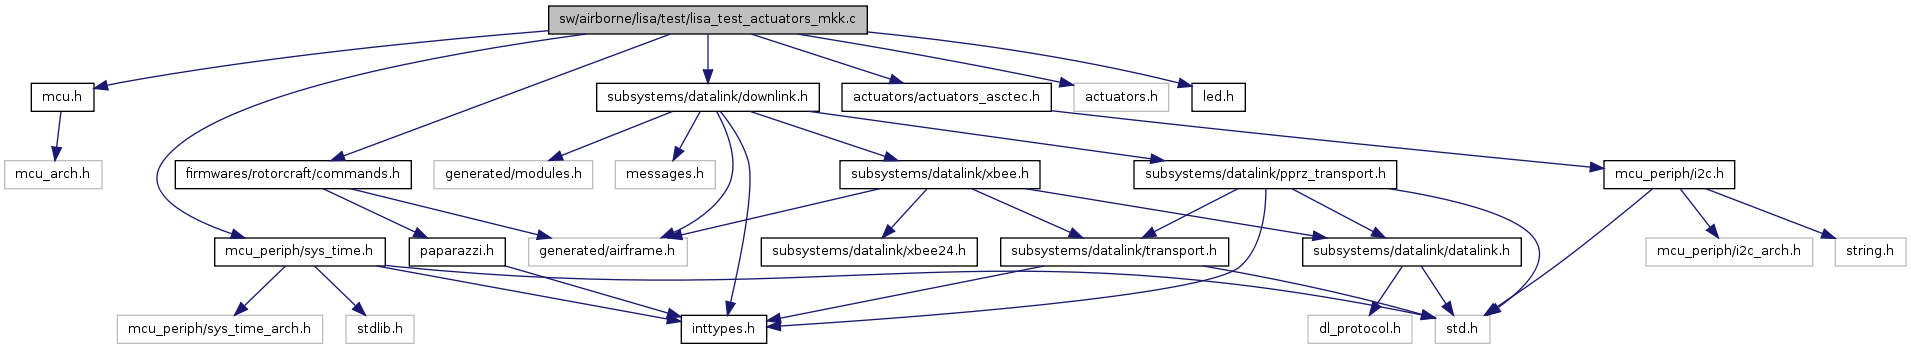 sw/airborne/lisa/test/lisa_test_actuators_mkk.c
mcu.h
subsystems/datalink/downlink.h
actuators/actuators_asctec.h
actuators.h
led.h
mcu_arch.h
firmwares/rotorcraft/commands.h
generated/modules.h
messages.h
subsystems/datalink/xbee.h
subsystems/datalink/pprz_transport.h
mcu_periph/i2c.h
mcu_periph/sys_time.h
paparazzi.h
generated/airframe.h
subsystems/datalink/xbee24.h
subsystems/datalink/transport.h
subsystems/datalink/datalink.h
mcu_periph/i2c_arch.h
string.h
mcu_periph/sys_time_arch.h
stdlib.h
inttypes.h
dl_protocol.h
std.h